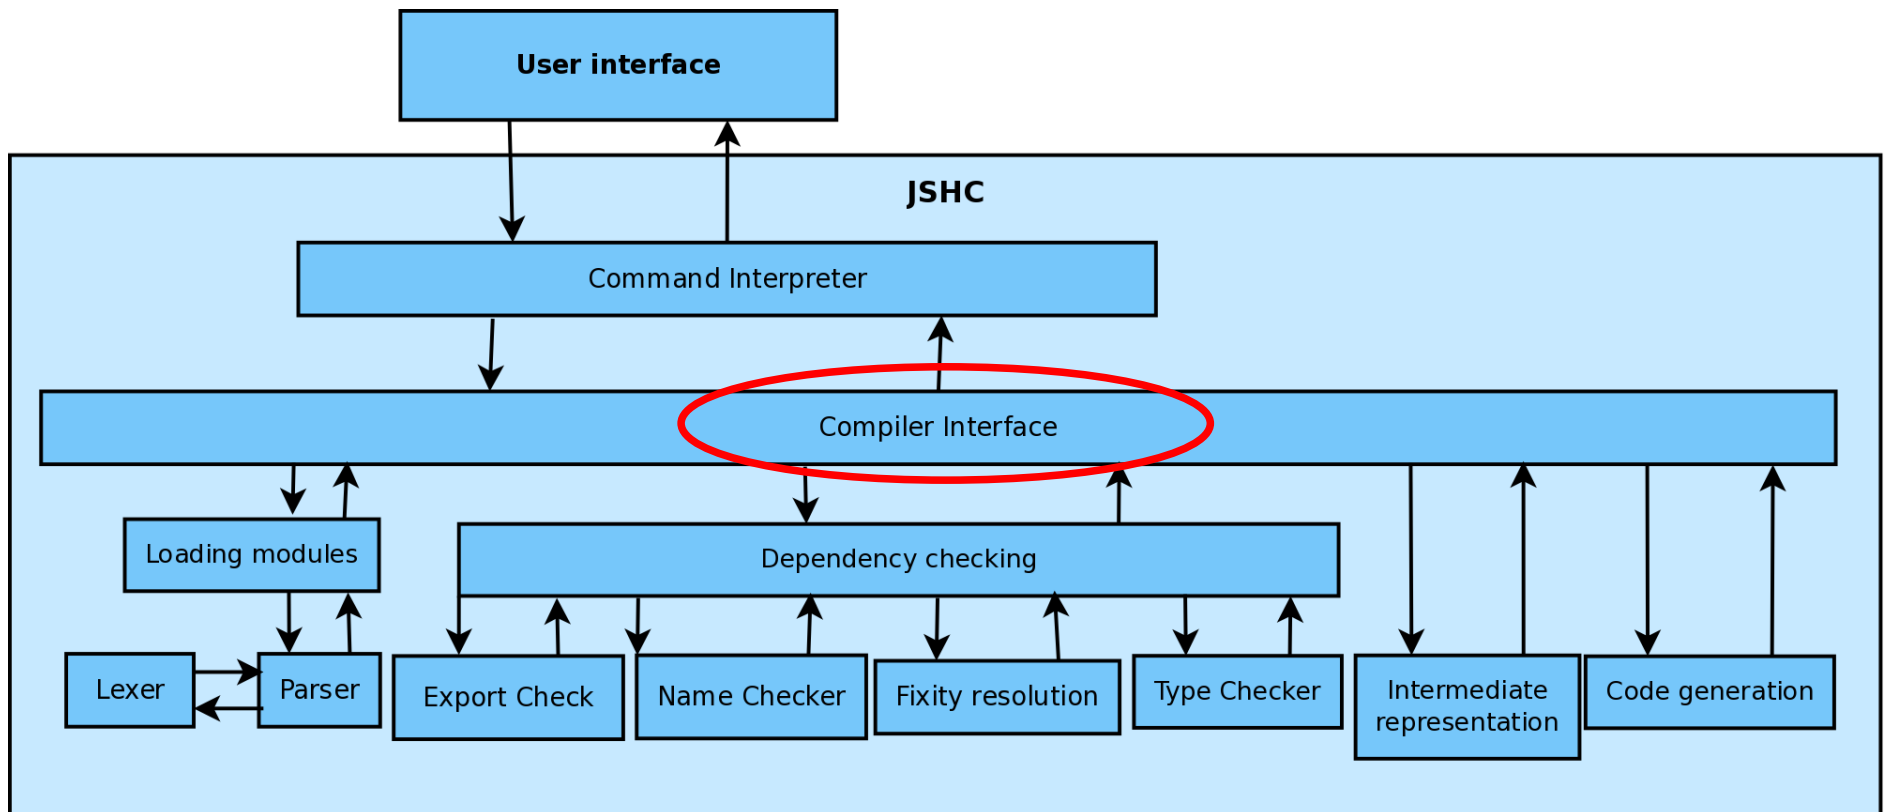 User interface
JSHC
Command Interpreter
Compiler Interface
Loading modules
Dependency checking
Lexer
Parser
Export Check
Name Checker
Fixity resolution
Type Checker
Intermediate
representation
Code generation